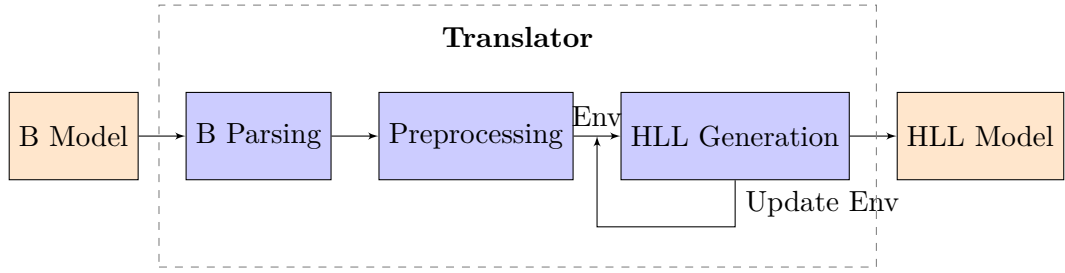 Translator
B Model
B Parsing
Preprocessing
Env
HLL Generation
HLL Model
Update Env